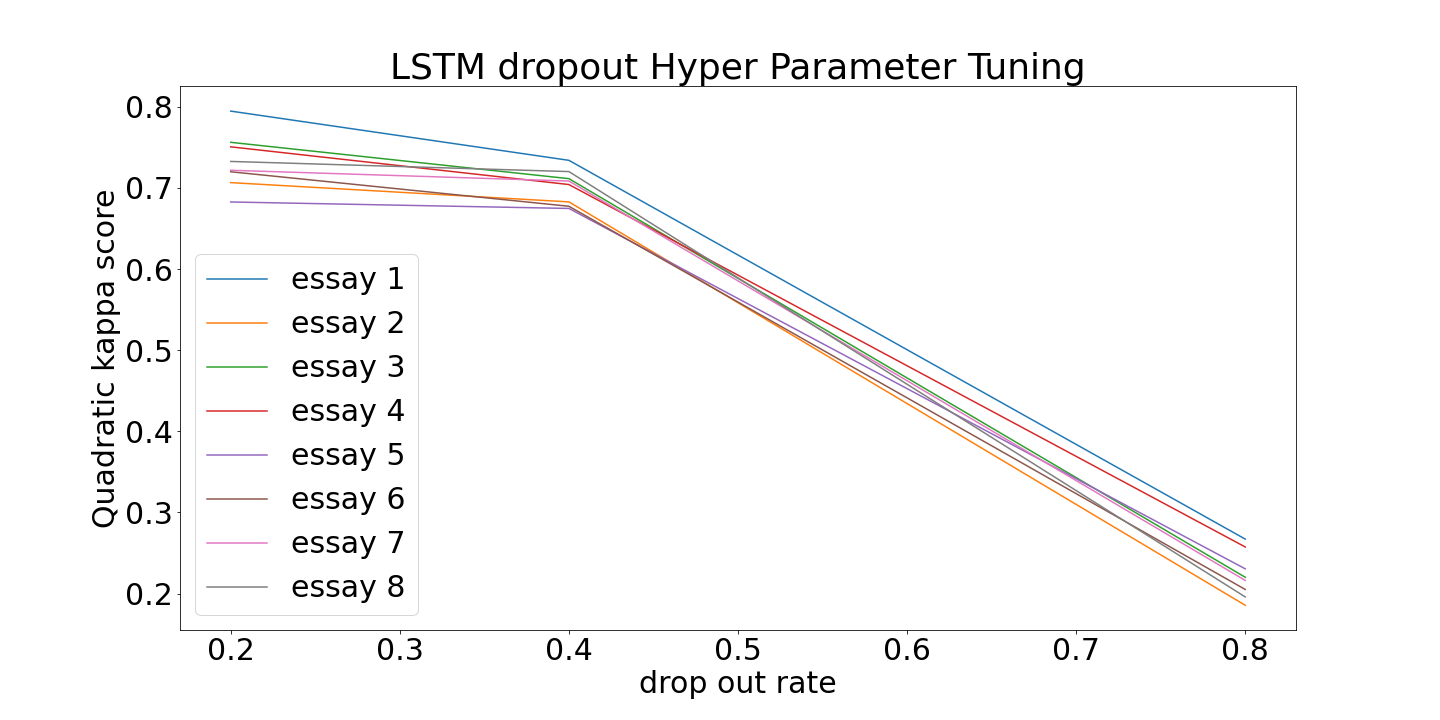 LSTM dropout Hyper Parameter Tuning
Quadratic kappa score
0.8
0.7
0.6
0.5
0.4
0.3
0.2
essay 1
essay 2
essay 3
essay 4
essay 5
essay 6
essay 7
essay 8
0.2 0.3 0.4 0.5 0.6 0.7 0.8
drop out rate